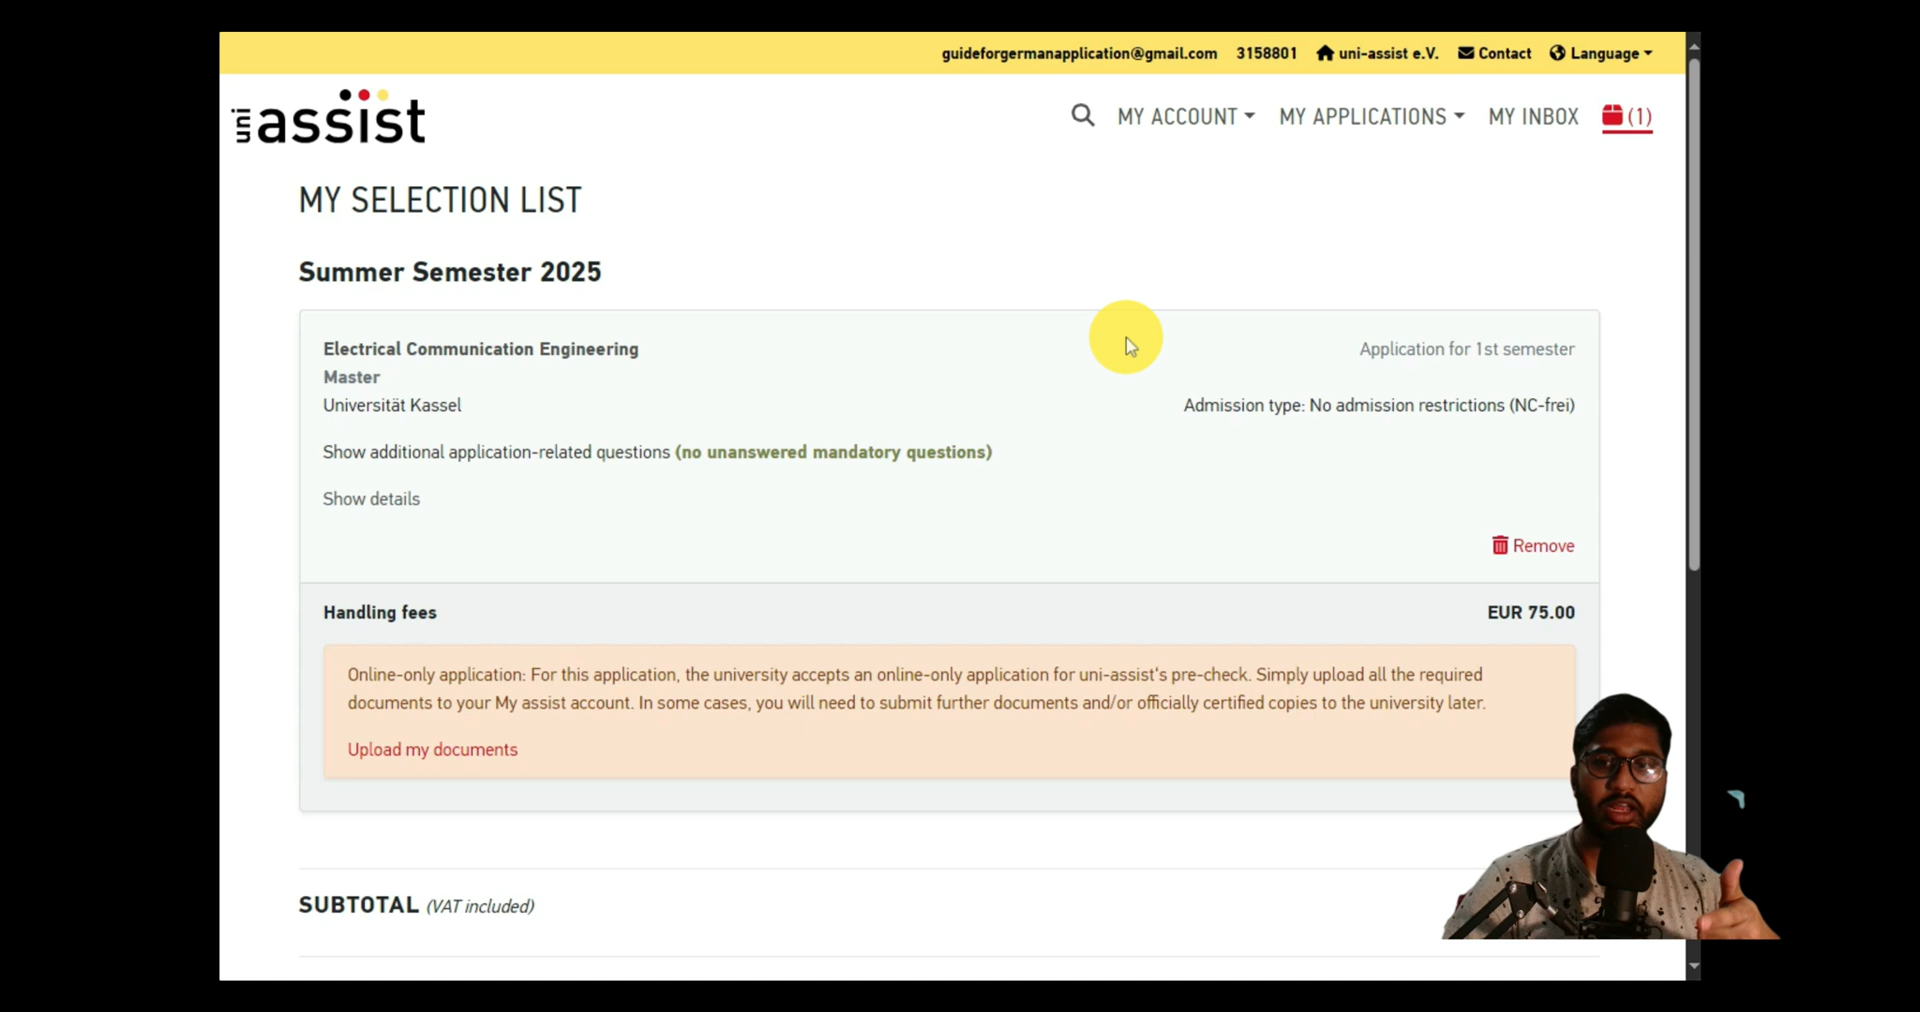 guideforgermanapplication@gmail.com 3158801 uni-assist e.V. Contact Language
uni assist
MY ACCOUNT MY APPLICATIONS MY INBOX (1)
MY SELECTION LIST
Summer Semester 2025
Electrical Communication Engineering
Application for 1st semester
Master
Universität Kassel
Admission type: No admission restrictions (NC-frei)
Show additional application-related questions (no unanswered mandatory questions)
Show details
Remove
Handling fees
EUR 75.00
Online-only application: For this application, the university accepts an online-only application for uni-assist's pre-check. Simply upload all the required
documents to your My assist account. In some cases, you will need to submit further documents and/or officially certified copies to the university later.
Upload my documents
SUBTOTAL (VAT included)